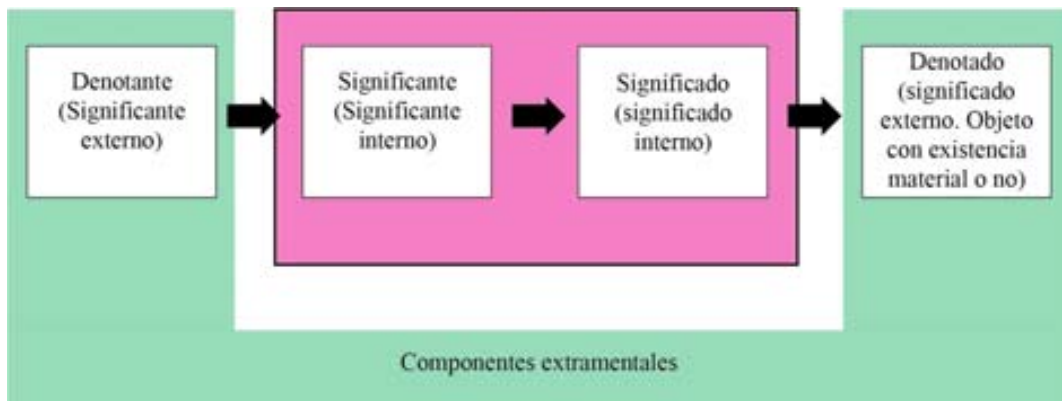 Denotante
(Significante
externo)
Significante
(Significante
interno)
Significado
(significado
interno)
Denotado
(significado
externo. Objeto
con existencia
material o no)
Componentes extramentales